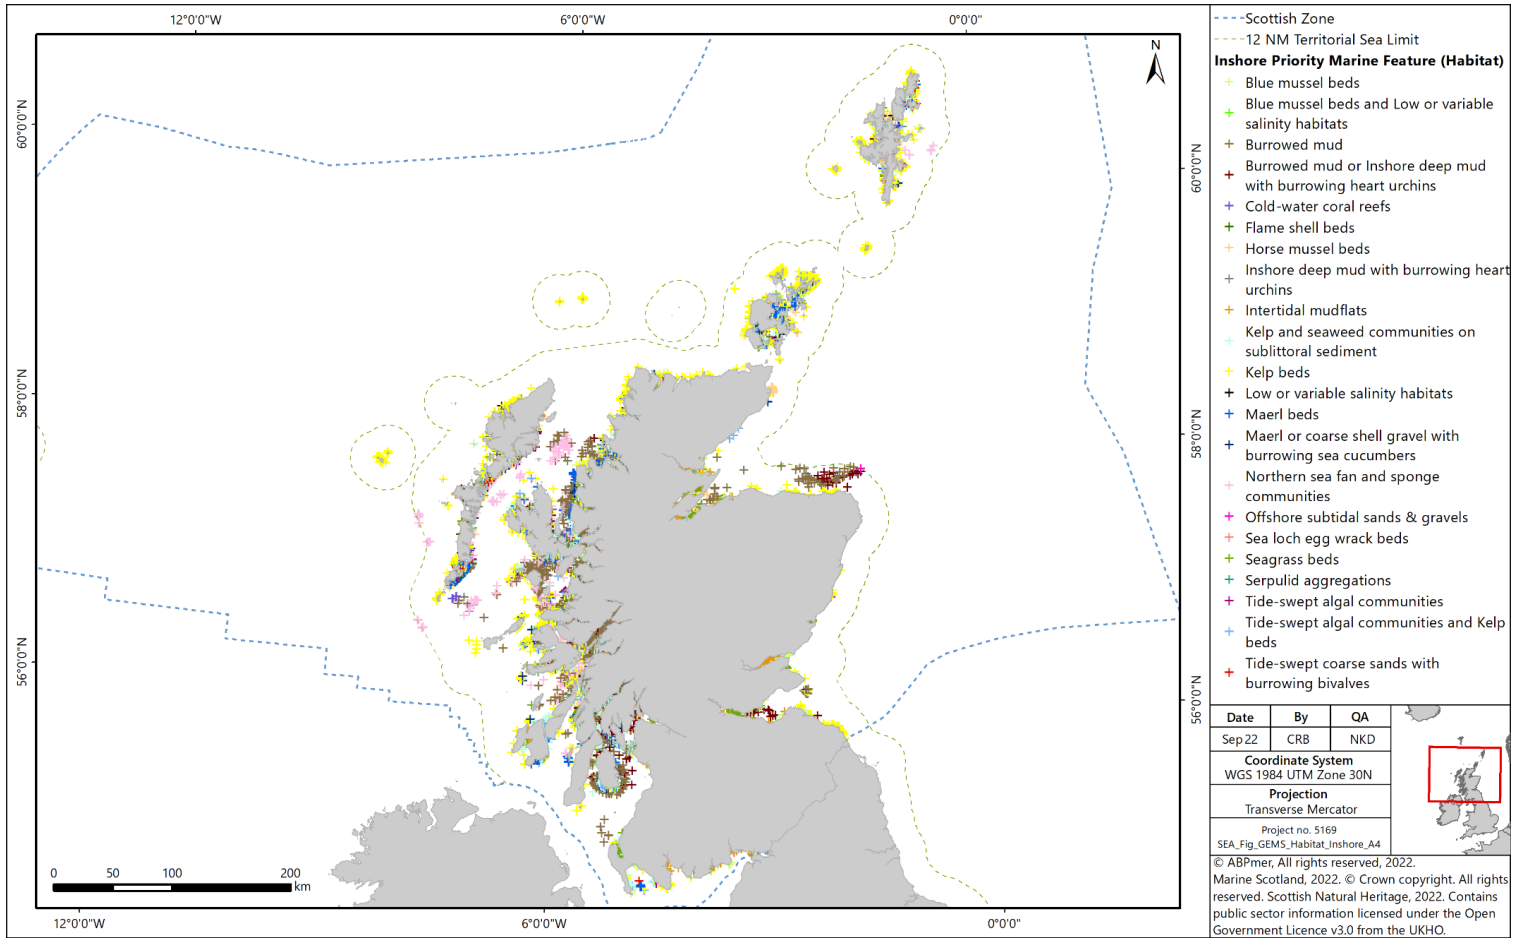 12°0'0"W 6°0'0"W 0°0'0"
60°0'0"N
60°0'0"N
58°0'0"N
58°0'0"N
56°0'0"N
56°0'0"N
N
0 50 100 200
km
12°0'0"W 6°0'0"W 0°0'0"
Scottish Zone
12 NM Territorial Sea Limit
Inshore Priority Marine Feature (Habitat)
Blue mussel beds
Blue mussel beds and Low or variable
salinity habitats
Burrowed mud
Burrowed mud or Inshore deep mud
with burrowing heart urchins
Cold-water coral reefs
Flame shell beds
Horse mussel beds
Inshore deep mud with burrowing heart
urchins
Intertidal mudflats
Kelp and seaweed communities on
sublittoral sediment
Kelp beds
Low or variable salinity habitats
Maerl beds
Maerl or coarse shell gravel with
burrowing sea cucumbers
Northern sea fan and sponge
communities
Offshore subtidal sands & gravels
Sea loch egg wrack beds
Seagrass beds
Serpulid aggregations
Tide-swept algal communities
Tide-swept algal communities and Kelp
beds
Tide-swept coarse sands with
burrowing bivalves
Date By QA
Sep 22 CRB NKD
Coordinate System
WGS 1984 UTM Zone 30N
Projection
Transverse Mercator
Project no. 5169
SEA_Fig_GEMS_Habitat_Inshore_A4
© ABPmer, All rights reserved, 2022.
Marine Scotland, 2022. © Crown copyright. All rights
reserved. Scottish Natural Heritage, 2022. Contains
public sector information licensed under the Open
Government Licence v3.0 from the UKHO.